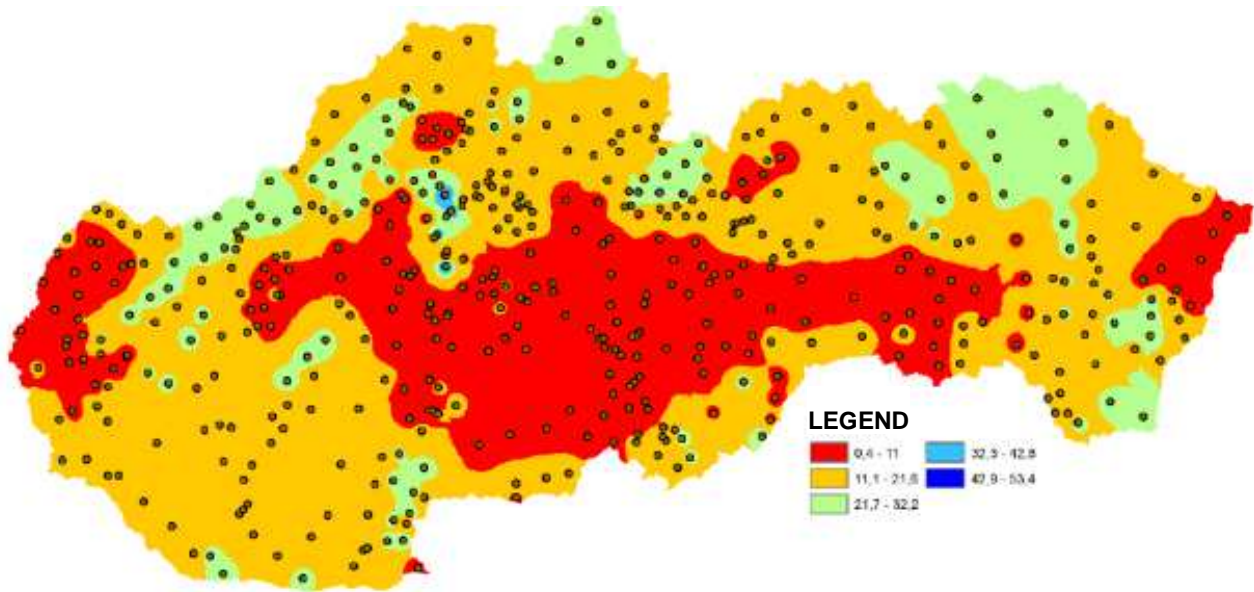 LEGEND
0,4 - 11
11,1 - 21,6
21,7 - 32,2
32,3 - 42,8
42,9 - 53,4